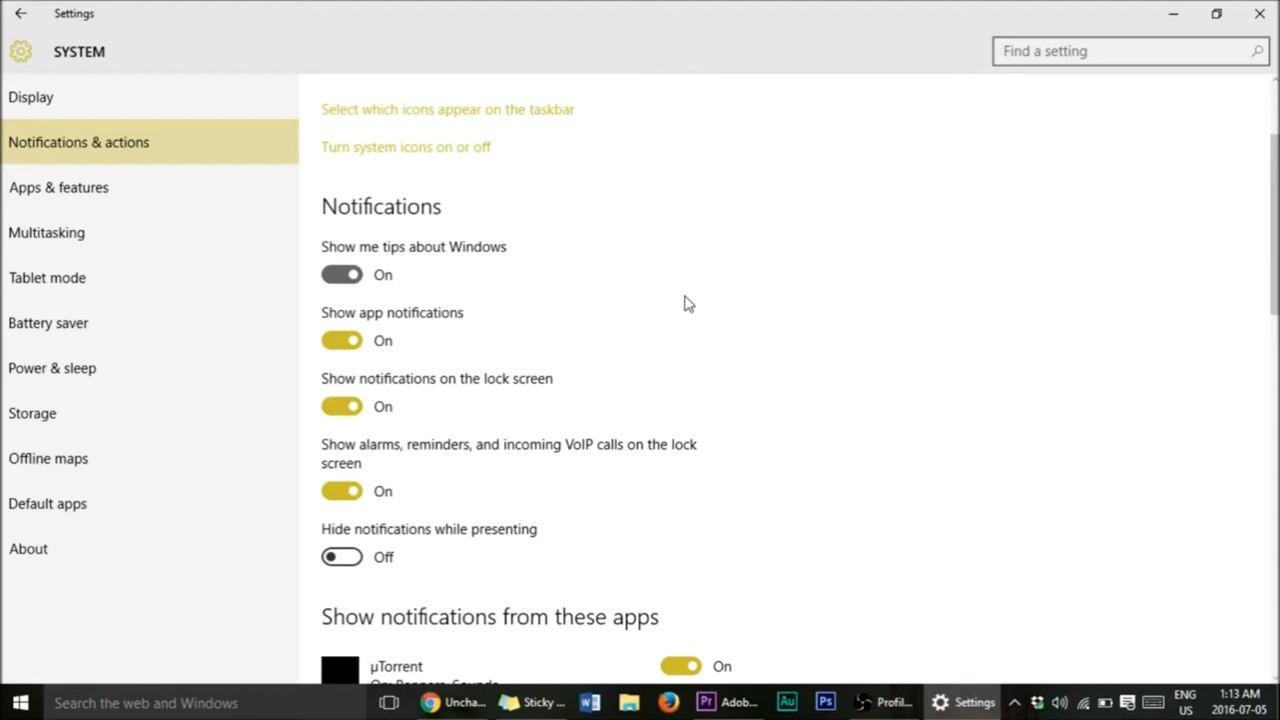 Settings
SYSTEM
Find a setting
Display
Notifications & actions
Apps & features
Multitasking
Tablet mode
Battery saver
Power & sleep
Storage
Offline maps
Default apps
About
Select which icons appear on the taskbar
Turn system icons on or off
Notifications
Show me tips about Windows
On
Show app notifications
On
Show notifications on the lock screen
On
Show alarms, reminders, and incoming VoIP calls on the lock
screen
On
Hide notifications while presenting
Off
Show notifications from these apps
µTorrent
On
On: Banners, Sounds
Search the web and Windows
Uncha...
Sticky ...
Adob...
Profil...
Settings
ENG
US
1:13 AM
2016-07-05